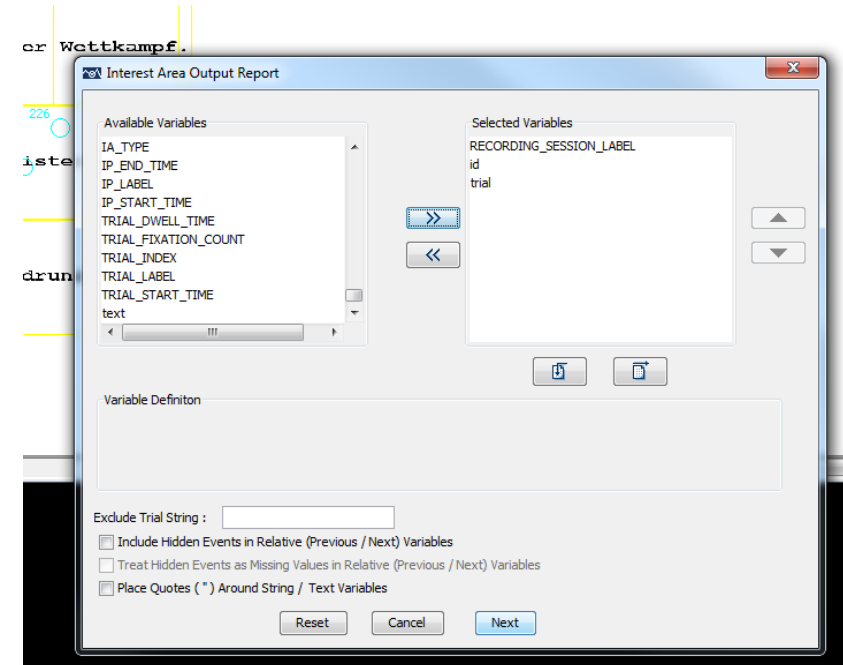 er Wettkampf.
Interest Area Output Report
226
iste
drun
Available Variables
IA_TYPE
IP_END_TIME
IP_LABEL
IP_START_TIME
TRIAL_DWELL_TIME
TRIAL_FIXATION_COUNT
TRIAL_INDEX
TRIAL_LABEL
TRIAL_START_TIME
text
Selected Variables
RECORDING_SESSION_LABEL
id
trial
Variable Definiton
Exclude Trial String :
Include Hidden Events in Relative (Previous / Next) Variables
Treat Hidden Events as Missing Values in Relative (Previous / Next) Variables
Place Quotes ( " ) Around String / Text Variables
Reset Cancel Next